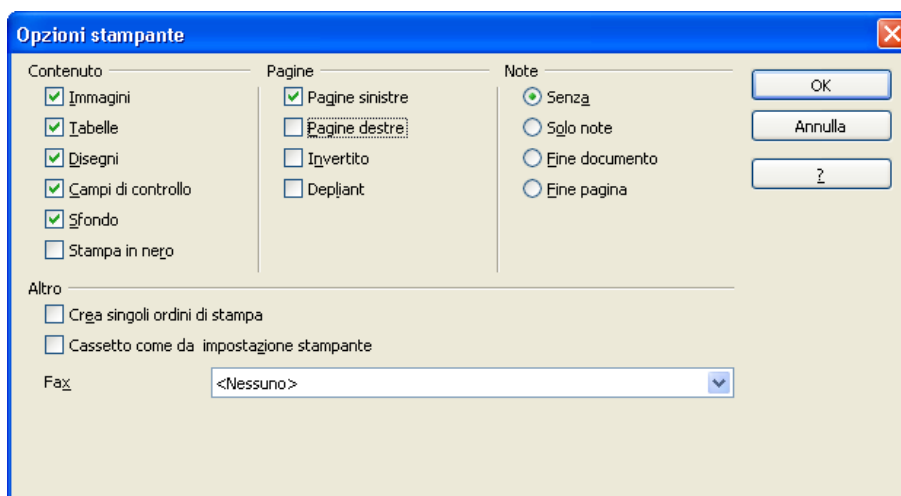 Opzioni stampante
Contenuto
Immagini
Tabelle
Disegni
Campi di controllo
Sfondo
Stampa in nero
Pagine
Pagine sinistre
Pagine destre
Invertito
Depliant
Note
Senza
Solo note
Fine documento
Fine pagina
OK
Annulla
?
Altro
Crea singoli ordini di stampa
Cassetto come da impostazione stampante
Fax
<Nessuno>